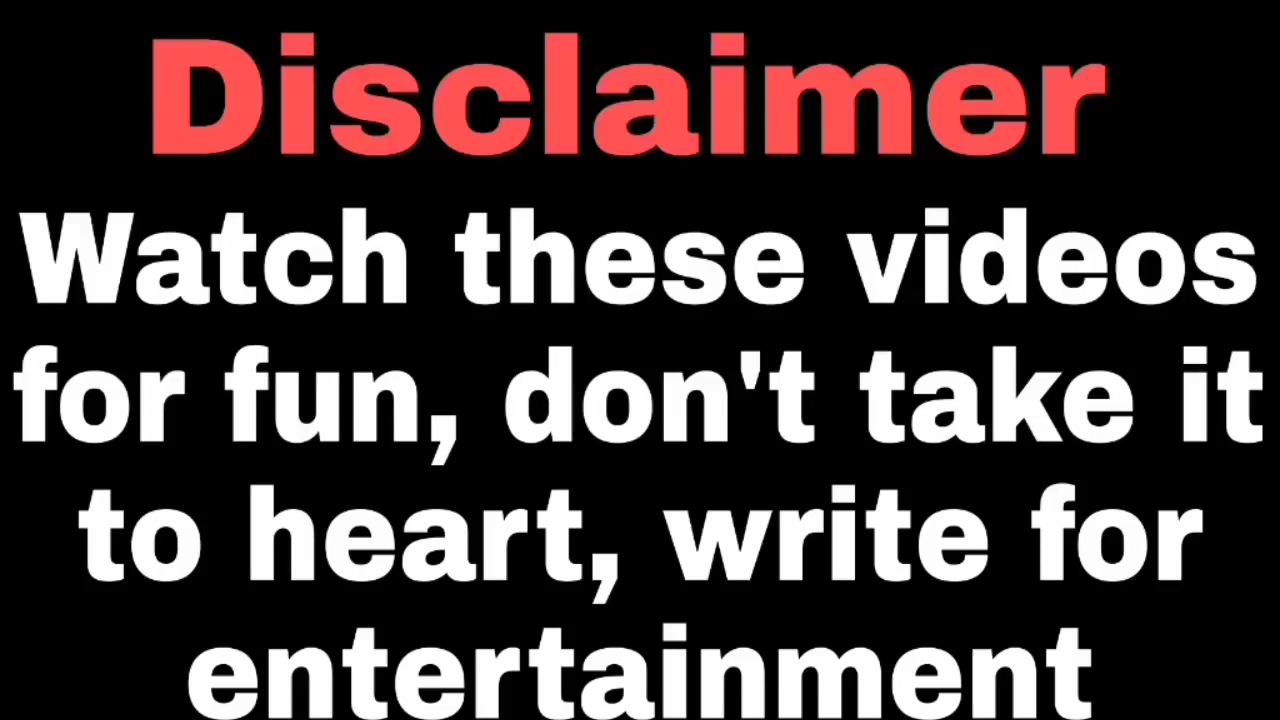 Disclaimer
Watch these videos
for fun, don't take it
to heart, write for
entertainment